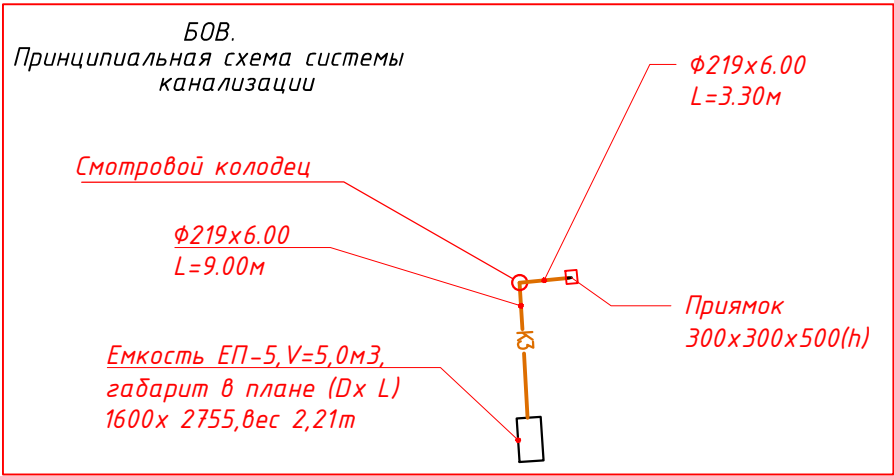 БОВ.
Принципиальная схема системы
канализации
Ф219х6.00
L=3.30м
Смотровой колодец
Ф219х6.00
L=9.00м
Приямок
300х300х500(h)
К3
Емкость ЕП-5,V=5,0м3,
габарит в плане (Dх L)
1600х 2755,вес 2,21т